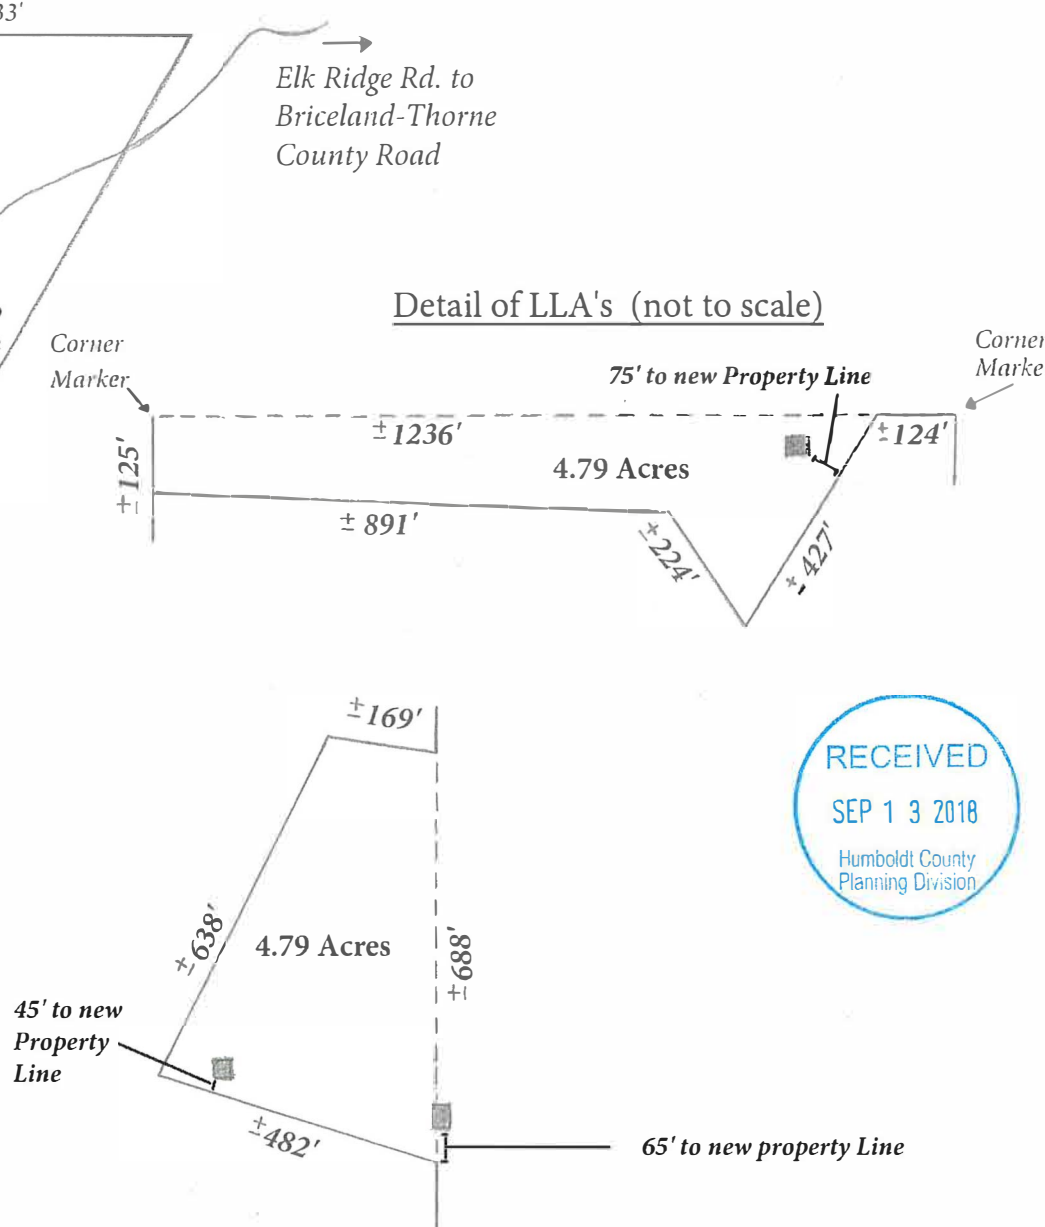 33'
Elk Ridge Rd. to
Briceland-Thorne
County Road
Detail of LLA's (not to scale)
Corner
Marker
Corner
Marke
75' to new Property Line
±1236'
±124'
±125'
4.79 Acres
± 891'
±224'
± 427'
±169'
RECEIVED
SEP 1 3 2018
Humboldt County
Planning Division
±638'
4.79 Acres
±688'
45' to new
Property
Line
±482'
65' to new property Line